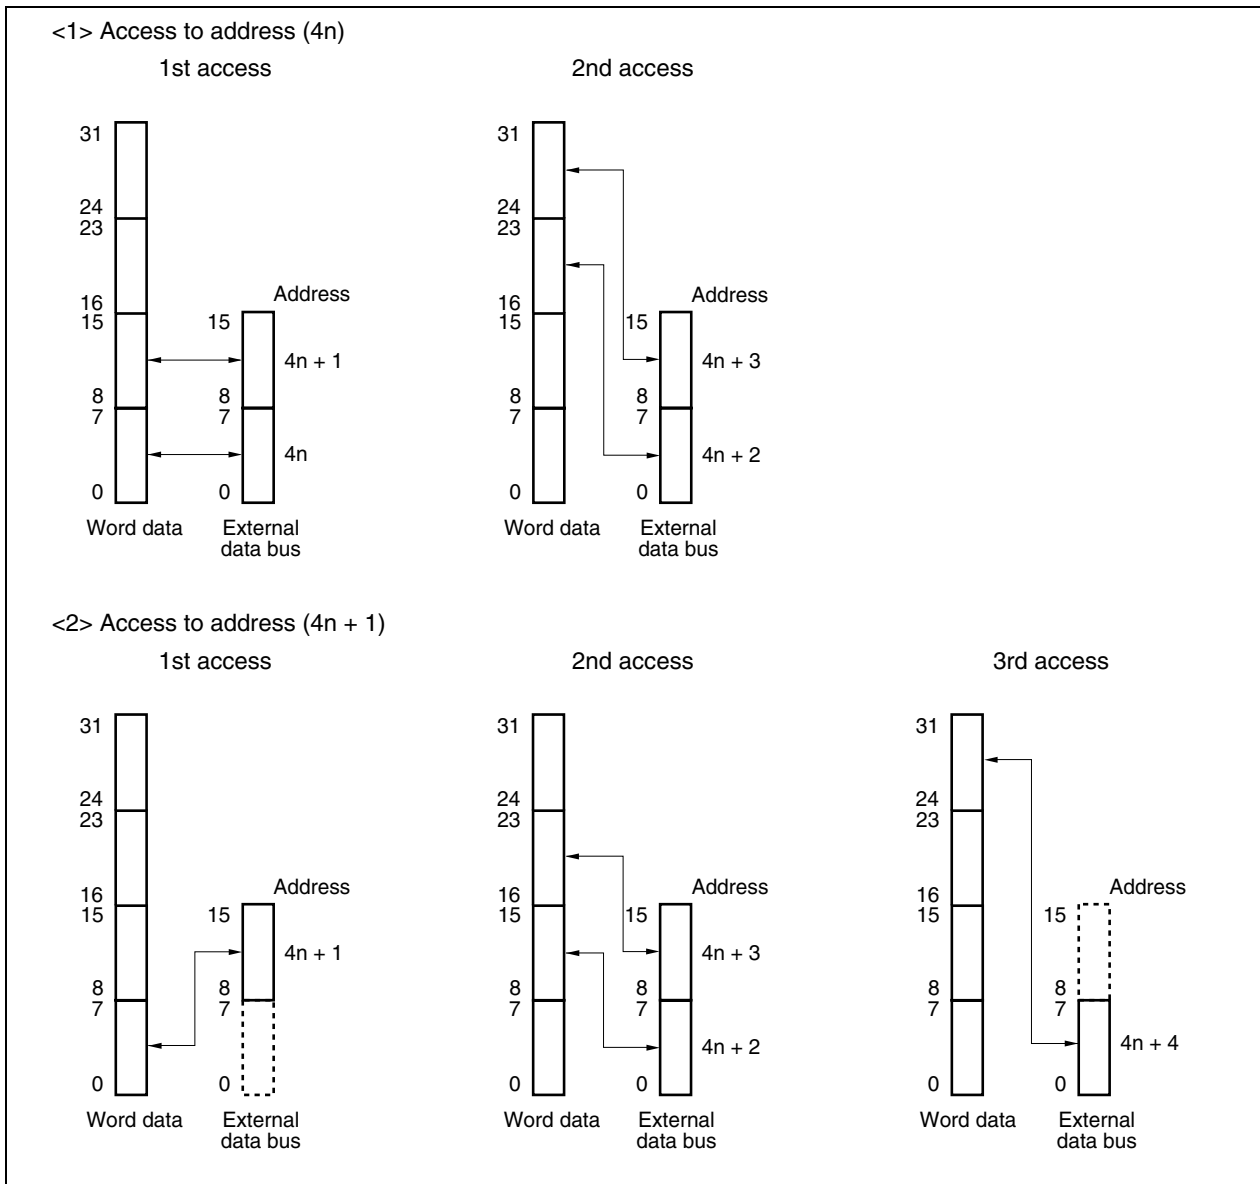 <1> Access to address (4n)
1st access
2nd access
31
24
23
16
15
8
7
0
Word data
Address
15
8
7
0
4n + 1
4n
External
data bus
31
24
23
16
15
8
7
0
Word data
Address
15
8
7
0
4n + 3
4n + 2
External
data bus
<2> Access to address (4n + 1)
1st access
2nd access
3rd access
31
24
23
16
15
8
7
0
Word data
Address
15
8
7
0
4n + 1
External
data bus
31
24
23
16
15
8
7
0
Word data
Address
15
8
7
0
4n + 3
4n + 2
External
data bus
31
24
23
16
15
8
7
0
Word data
Address
15
8
7
0
4n + 4
External
data bus